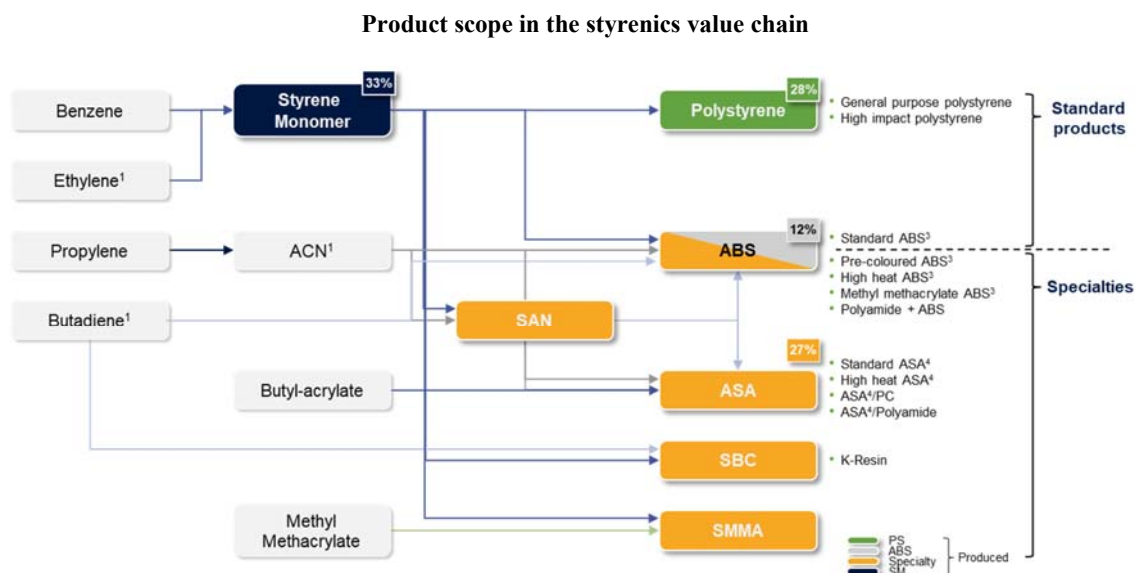 Product scope in the styrenics value chain
Benzene
Ethylene¹
Propylene
Butadiene¹
33%
Styrene
Monomer
ACN¹
Butyl-acrylate
Methyl
Methacrylate
SAN
28%
Polystyrene
• General purpose polystyrene
• High impact polystyrene
Standard
products
12%
ABS
• Standard ABS³
• Pre-coloured ABS³
• High heat ABS³
• Methyl methacrylate ABS³
• Polyamide + ABS
Specialties
27%
ASA
• Standard ASA⁴
• High heat ASA⁴
• ASA⁴/PC
• ASA⁴/Polyamide
SBC
• K-Resin
SMMA
PS
ABS
Specialty
SM
Produced